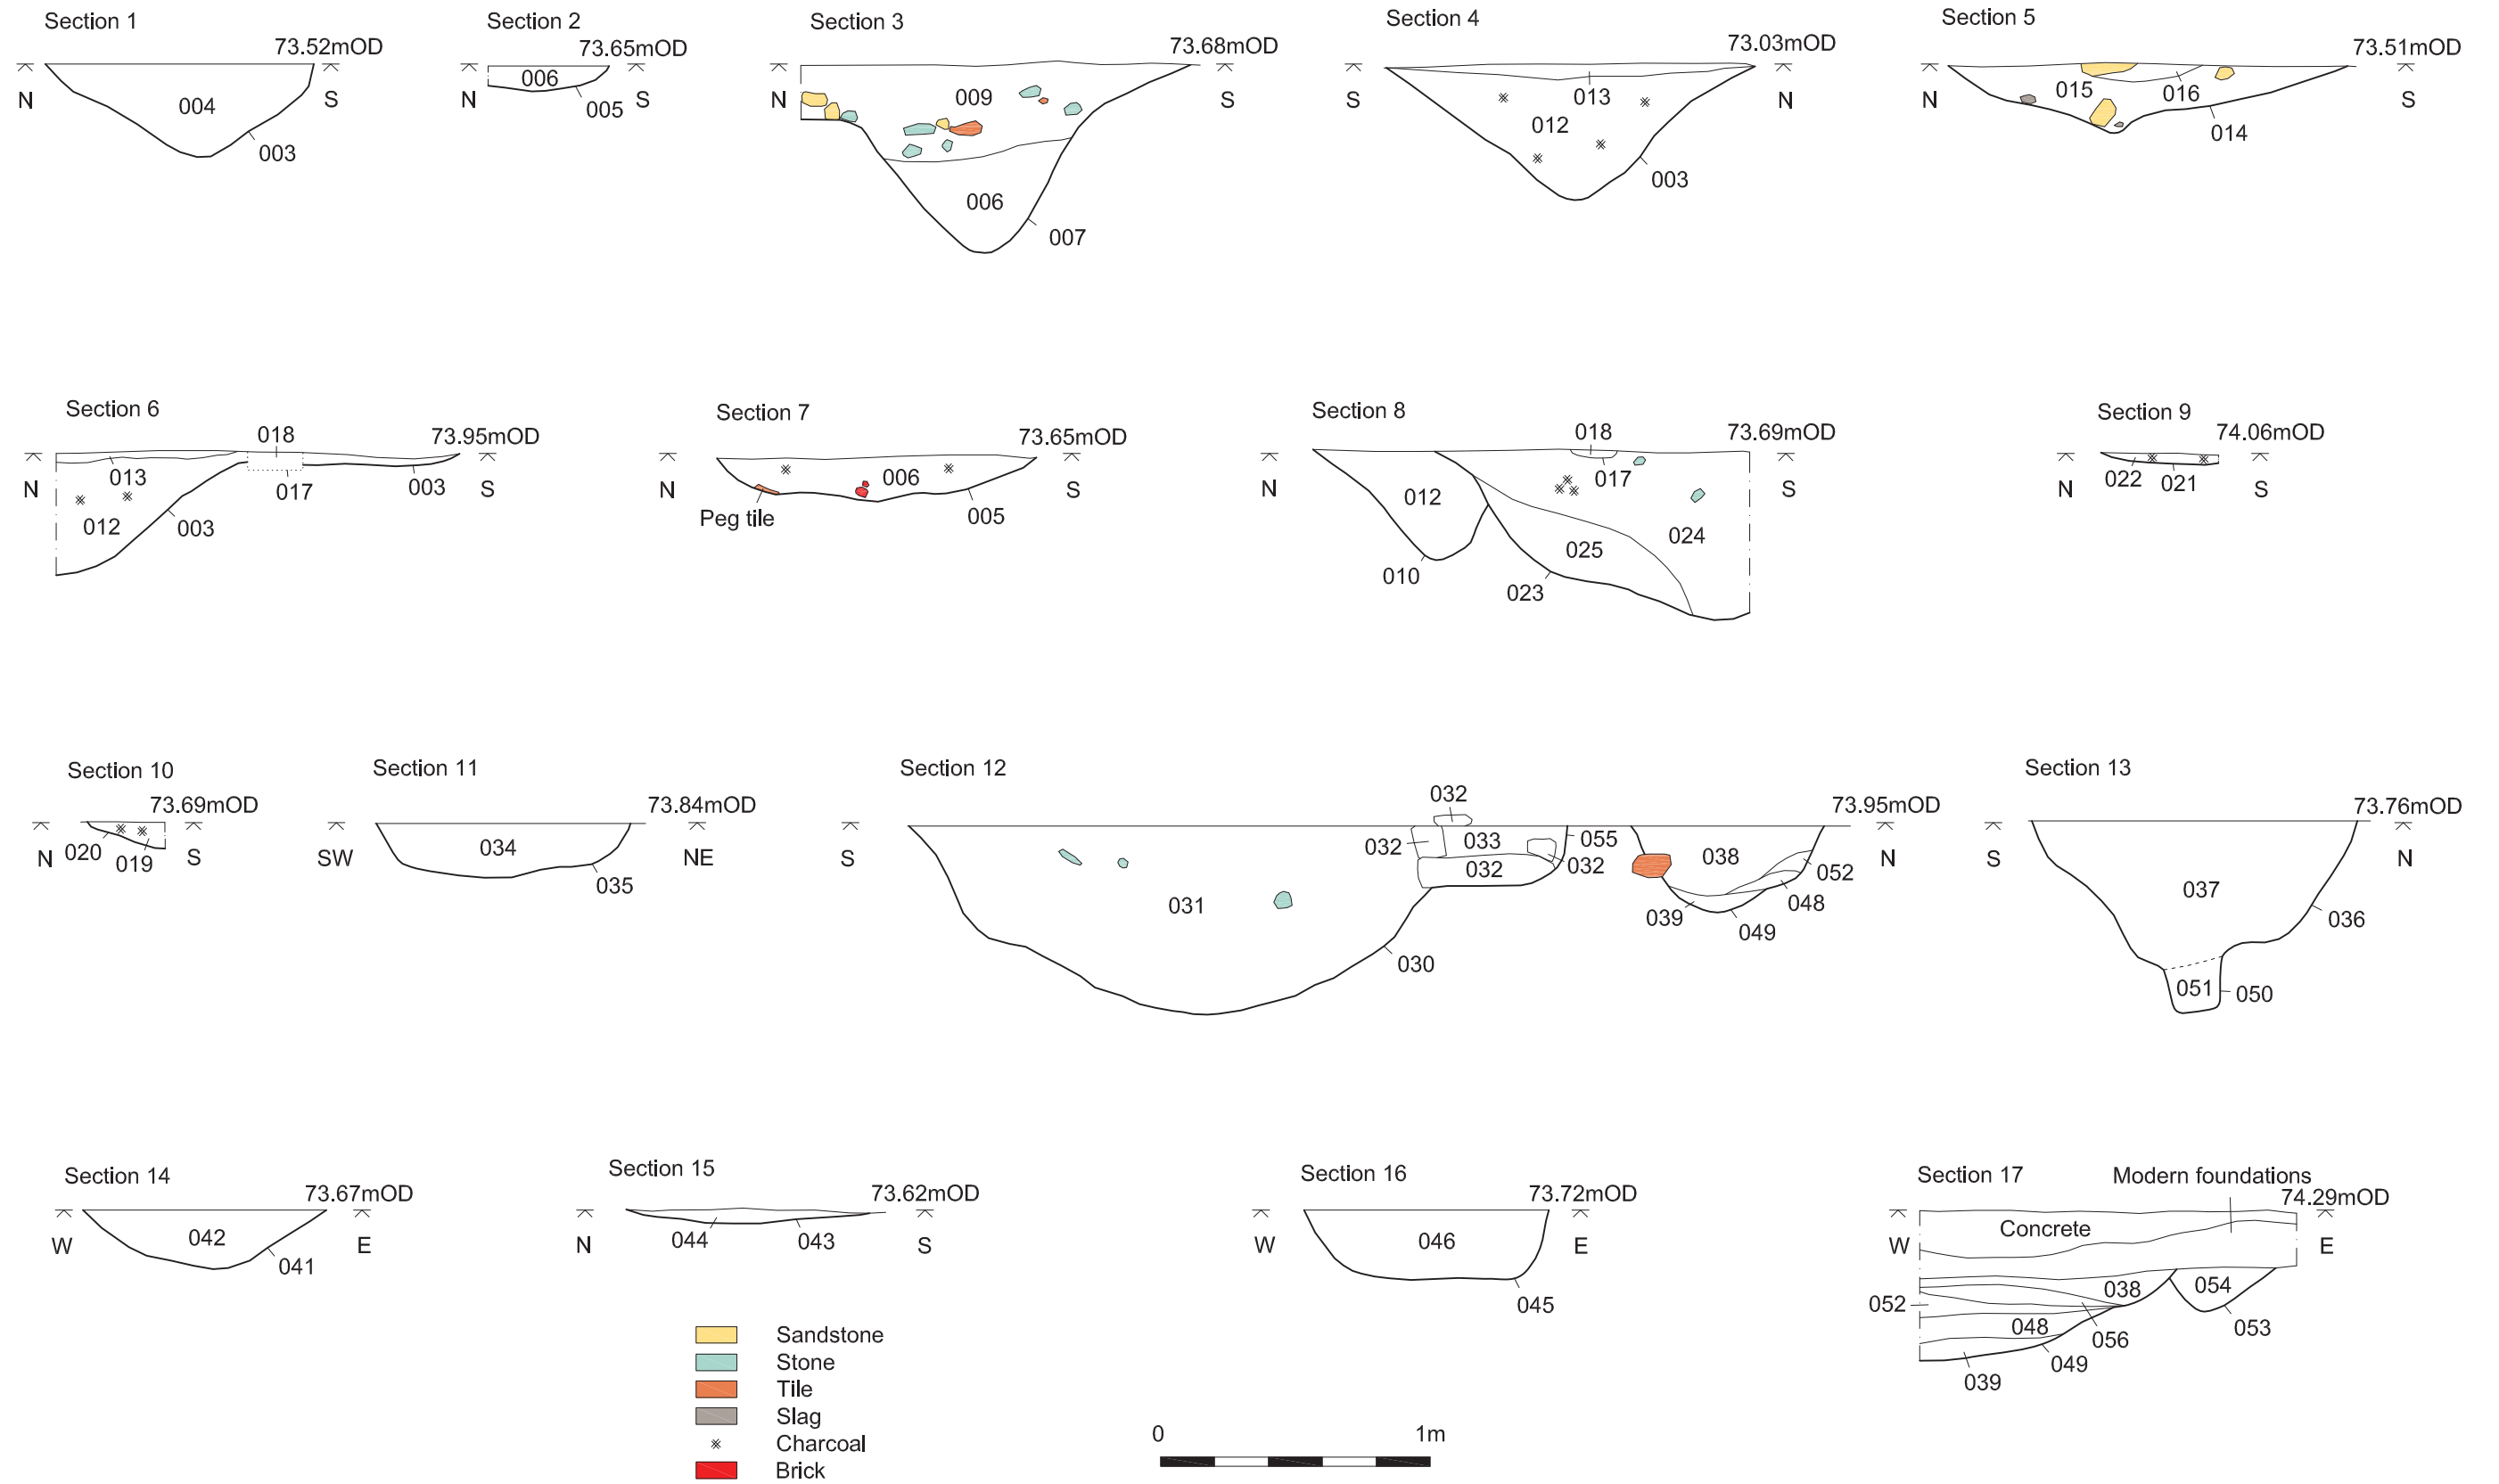 Section 1
73.52mOD
N
S
004
003
Section 2
73.65mOD
N
006
005
S
Section 3
73.68mOD
N
009
S
006
007
Section 4
73.03mOD
S
013
N
012
003
Section 5
73.51mOD
N
015
016
S
014
Section 6
018
73.95mOD
013
N
017
003
S
012
003
Section 7
73.65mOD
N
006
S
Peg tile
005
Section 8
018
73.69mOD
N
012
017
S
024
025
010
023
Section 9
74.06mOD
N
022
021
S
Section 10
73.69mOD
N
020
019
S
Section 11
73.84mOD
SW
034
NE
035
Section 12
032
73.95mOD
S
032
033
055
N
032
032
038
052
031
039
048
049
030
Section 13
73.76mOD
S
N
037
036
051
050
Section 14
73.67mOD
W
042
E
041
Section 15
73.62mOD
N
044
043
S
Section 16
73.72mOD
W
046
E
045
Section 17
Modern foundations
74.29mOD
Concrete
W
E
038
054
052
048
056
053
049
039
Sandstone
Stone
Tile
Slag
Charcoal
Brick
0
1m